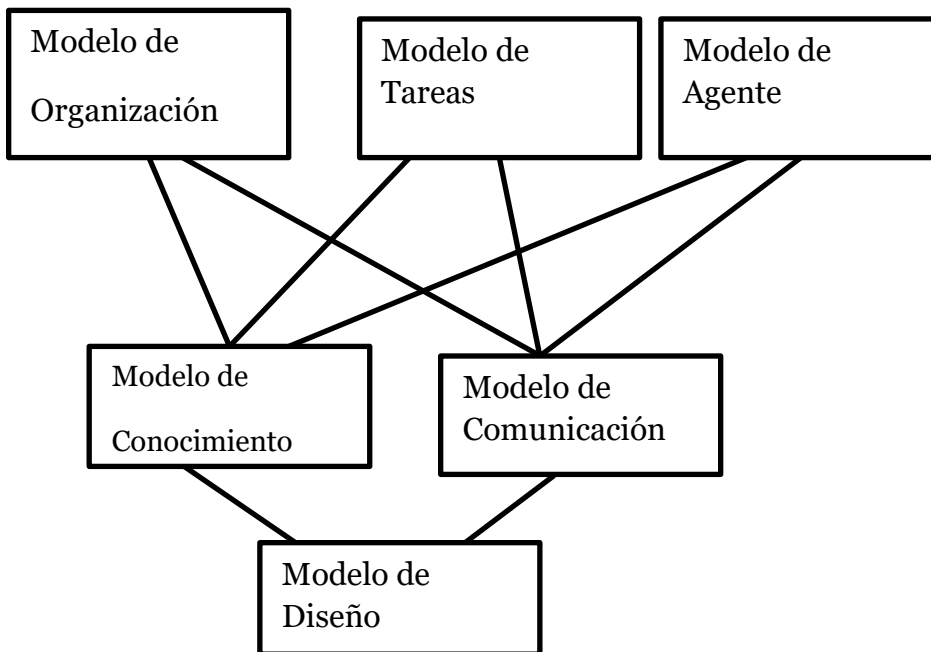 Modelo de
Organización
Modelo de
Tareas
Modelo de
Agente
Modelo de
Conocimiento
Modelo de
Comunicación
Modelo de
Diseño